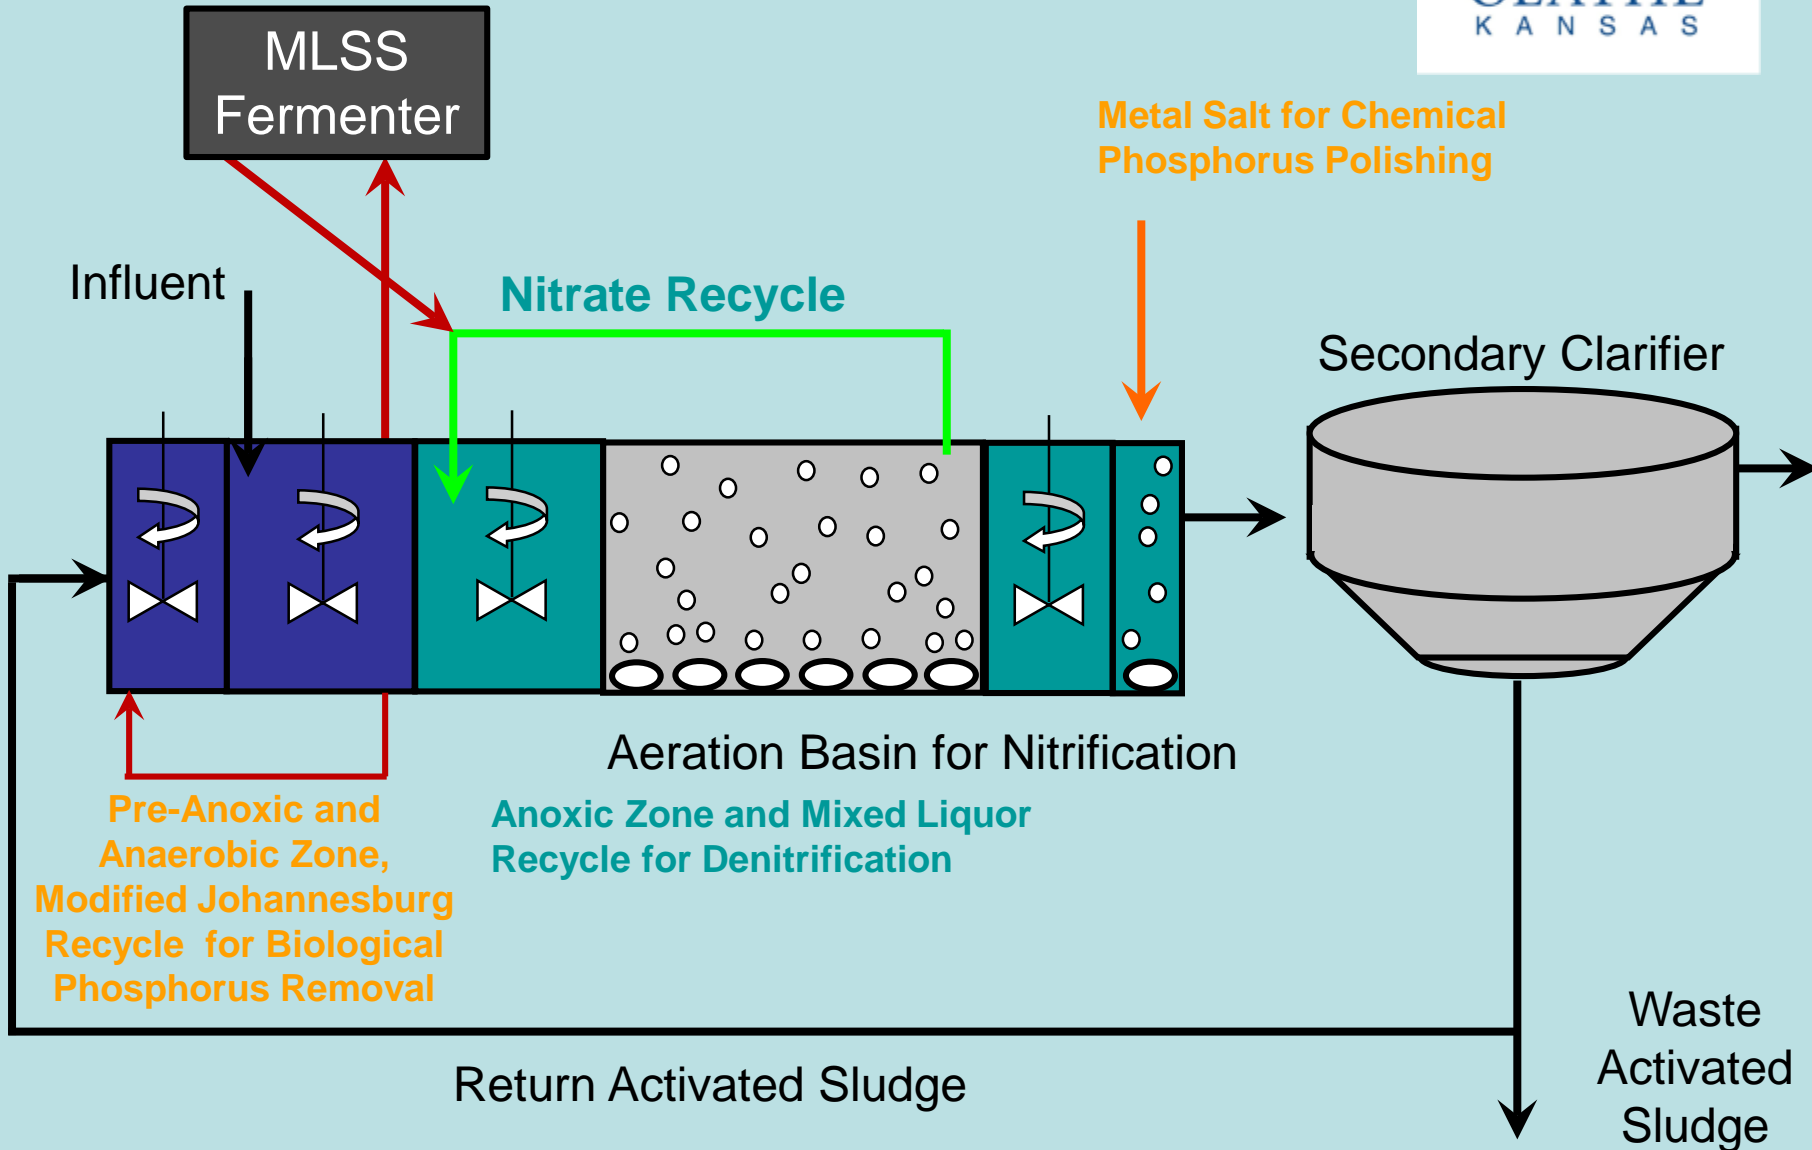 KANSAS
MLSS
Fermenter
Metal Salt for Chemical
Phosphorus Polishing
Influent
Nitrate Recycle
Secondary Clarifier
Aeration Basin for Nitrification
Pre-Anoxic and
Anaerobic Zone,
Modified Johannesburg
Recycle for Biological
Phosphorus Removal
Anoxic Zone and Mixed Liquor
Recycle for Denitrification
Return Activated Sludge
Waste
Activated
Sludge